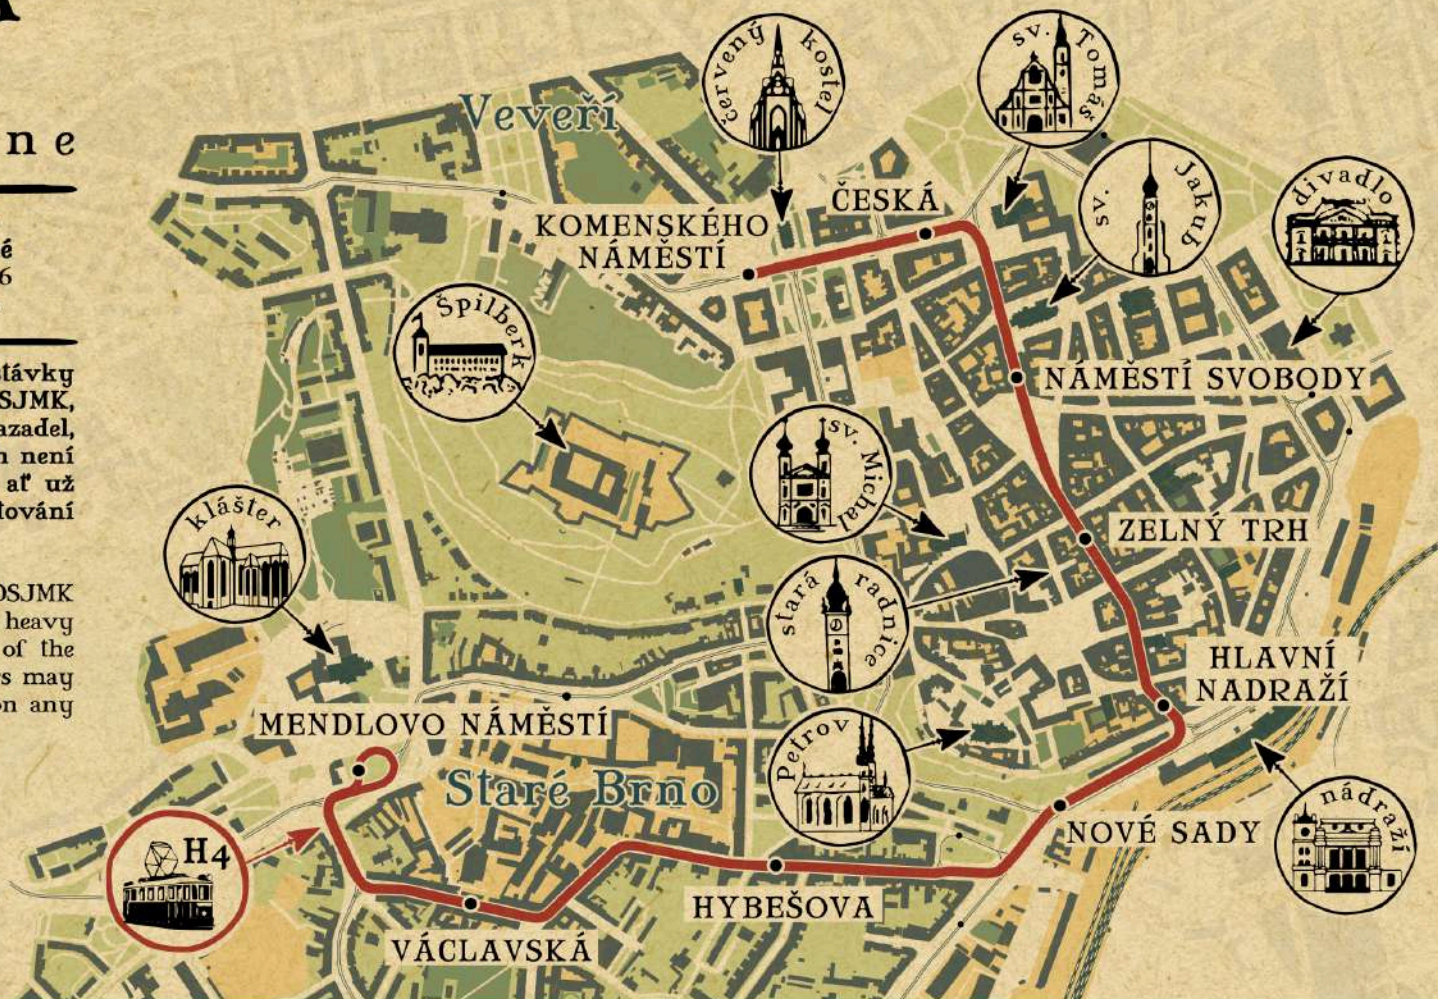 ne
é
6
stávky
SJMK,
azadel,
není
ať už
tování
OSJMK
heavy
of the
rs may
on any
Veveří
červený kostel
sv. Tomáš
sv. Jakub
divadlo
ČESKÁ
KOMENSKÉHO
NÁMĚSTÍ
Špilberk
NÁMĚSTÍ SVOBODY
sv. Michal
klášter
ZELNÝ TRH
stará radnice
HLAVNÍ
NADRAŽÍ
MENDLOVO NÁMĚSTÍ
Petrov
Staré Brno
nádraží
NOVÉ SADY
H4
HYBEŠOVA
VÁCLAVSKÁ